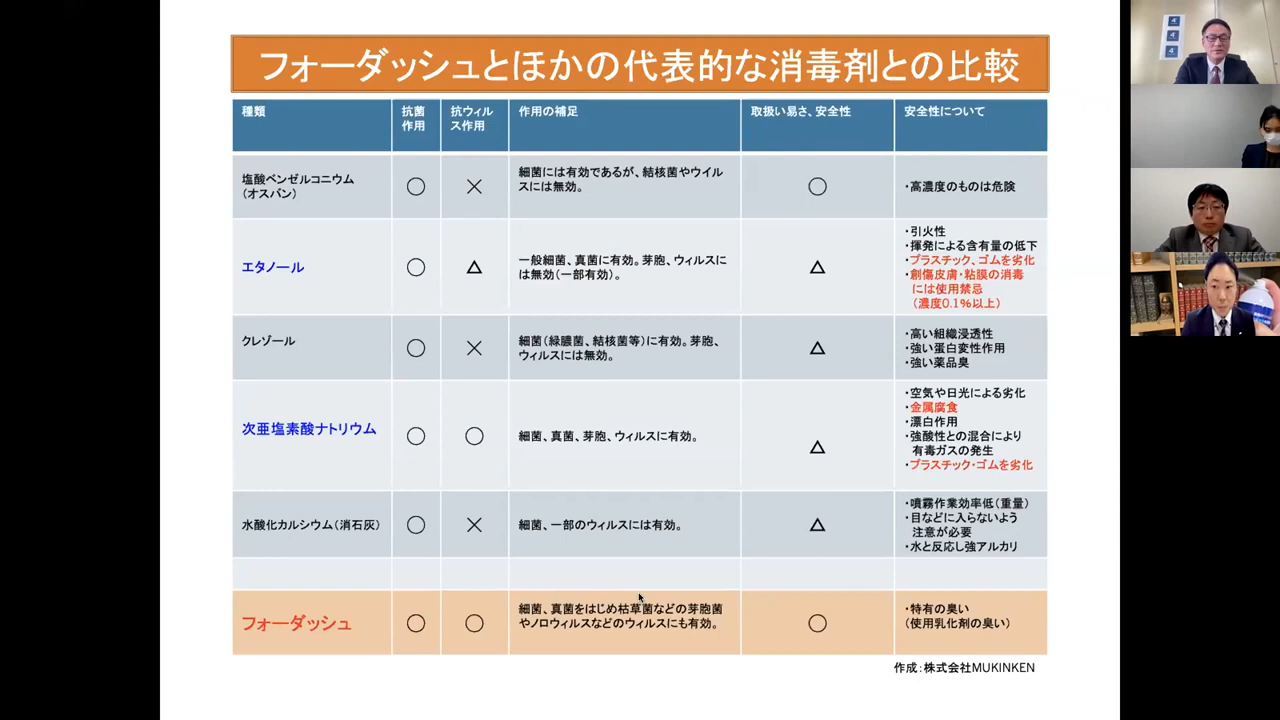 フォーダッシュとほかの代表的な消毒剤との比較
種類
抗菌
作用
抗ウィル
ス作用
作用の補足
取扱い易さ、安全性
安全性について
塩酸ベンゼルコニウム
（オスバン）
○
×
細菌には有効であるが、結核菌やウイル
スには無効。
○
・高濃度のものは危険
エタノール
○
△
一般細菌、真菌に有効。芽胞、ウィルスに
は無効（一部有効）。
△
・引火性
・揮発による含有量の低下
・プラスチック、ゴムを劣化
・創傷皮膚・粘膜の消毒
には使用禁忌
（濃度0.1%以上）
クレゾール
○
×
細菌（緑膿菌、結核菌等）に有効。芽胞、
ウィルスには無効。
△
・高い組織浸透性
・強い蛋白変性作用
・強い薬品臭
次亜塩素酸ナトリウム
○
○
細菌、真菌、芽胞、ウィルスに有効。
△
・空気や日光による劣化
・金属腐食
・漂白作用
・強酸性との混合により
有毒ガスの発生
・プラスチック・ゴムを劣化
水酸化カルシウム（消石灰）
○
×
細菌、一部のウィルスには有効。
△
・噴霧作業効率低（重量）
・目などに入らないよう
注意が必要
・水と反応し強アルカリ
フォーダッシュ
○
○
細菌、真菌をはじめ枯草菌などの芽胞菌
やノロウィルスなどのウィルスにも有効。
○
・特有の臭い
（使用乳化剤の臭い）
作成：株式会社MUKINKEN